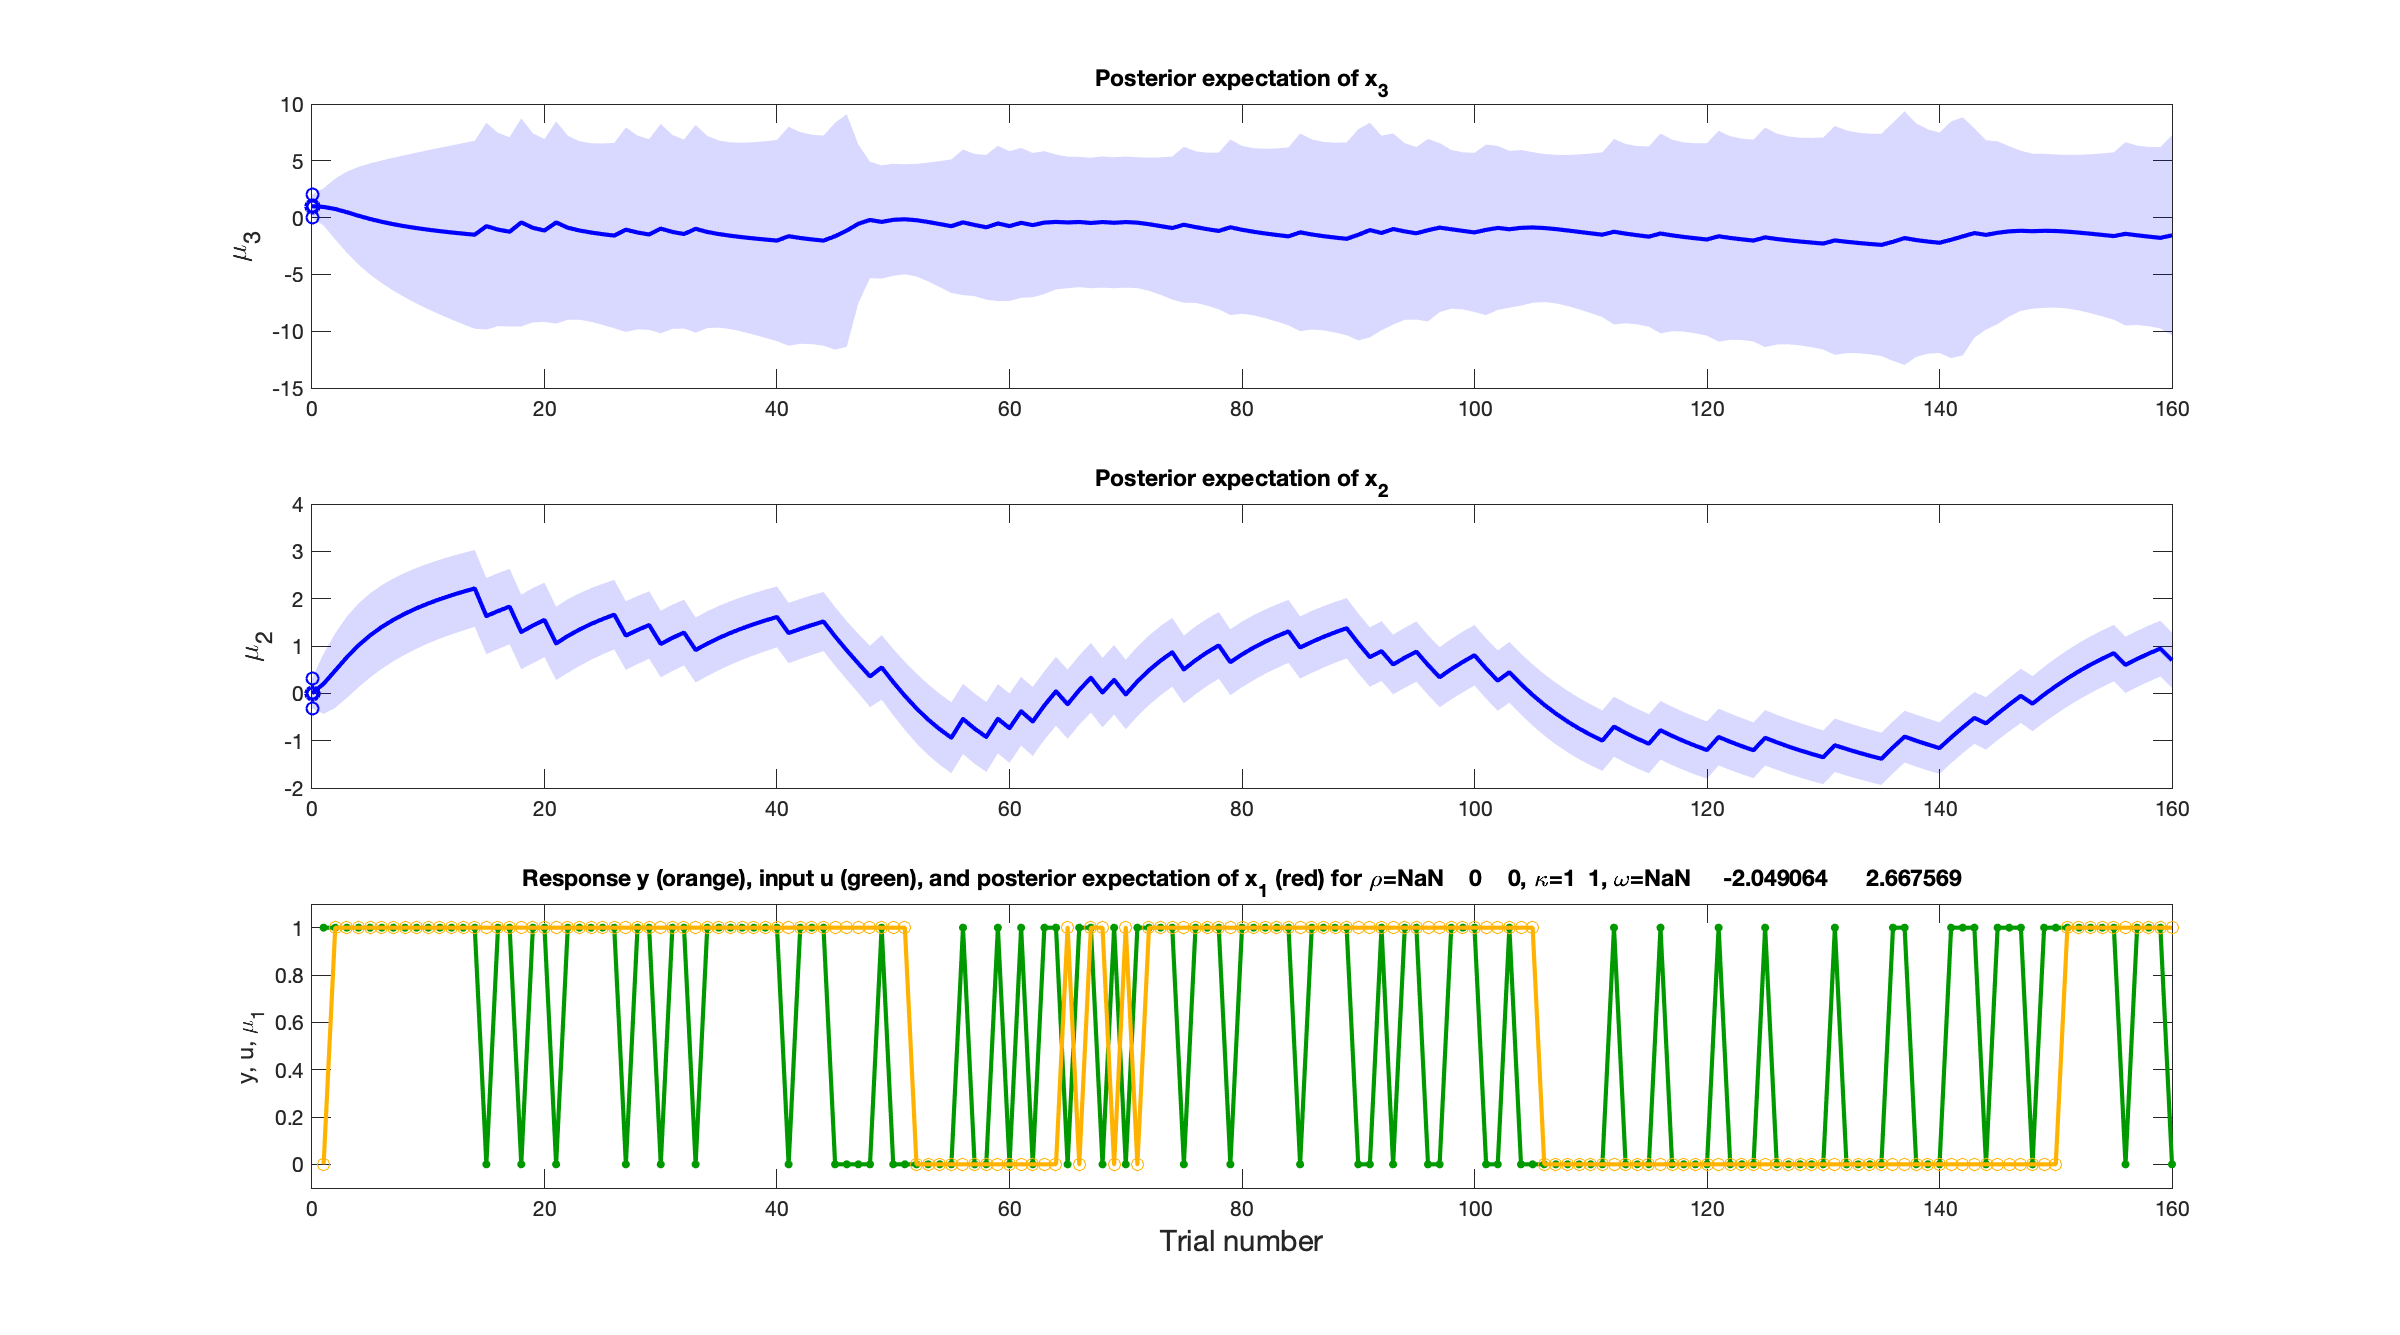 Posterior expectation of x3
10
5
0
-5
-10
-15
μ3
0 20 40 60 80 100 120 140 160
Posterior expectation of x2
4
3
2
1
0
-1
-2
μ2
0 20 40 60 80 100 120 140 160
Response y (orange), input u (green), and posterior expectation of x1 (red) for ρ=NaN 0 0, κ=1 1, ω=NaN -2.049064 2.667569
1
0.8
0.6
0.4
0.2
0
y, u, μ1
0 20 40 60 80 100 120 140 160
Trial number